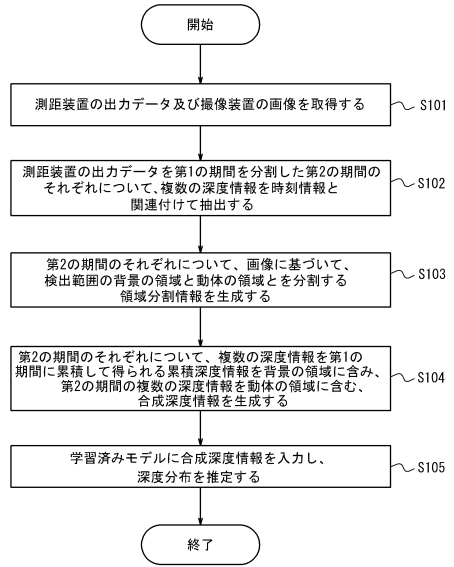 開始
測距装置の出力データ及び撮像装置の画像を取得する
S101
測距装置の出力データを第1の期間を分割した第2の期間の
それぞれについて、複数の深度情報を時刻情報と
関連付けて抽出する
S102
第2の期間のそれぞれについて、画像に基づいて、
検出範囲の背景の領域と動体の領域とを分割する
領域分割情報を生成する
S103
第2の期間のそれぞれについて、複数の深度情報を第1の
期間に累積して得られる累積深度情報を背景の領域に含み、
第2の期間の複数の深度情報を動体の領域に含む、
合成深度情報を生成する
S104
学習済みモデルに合成深度情報を入力し、
深度分布を推定する
S105
終了